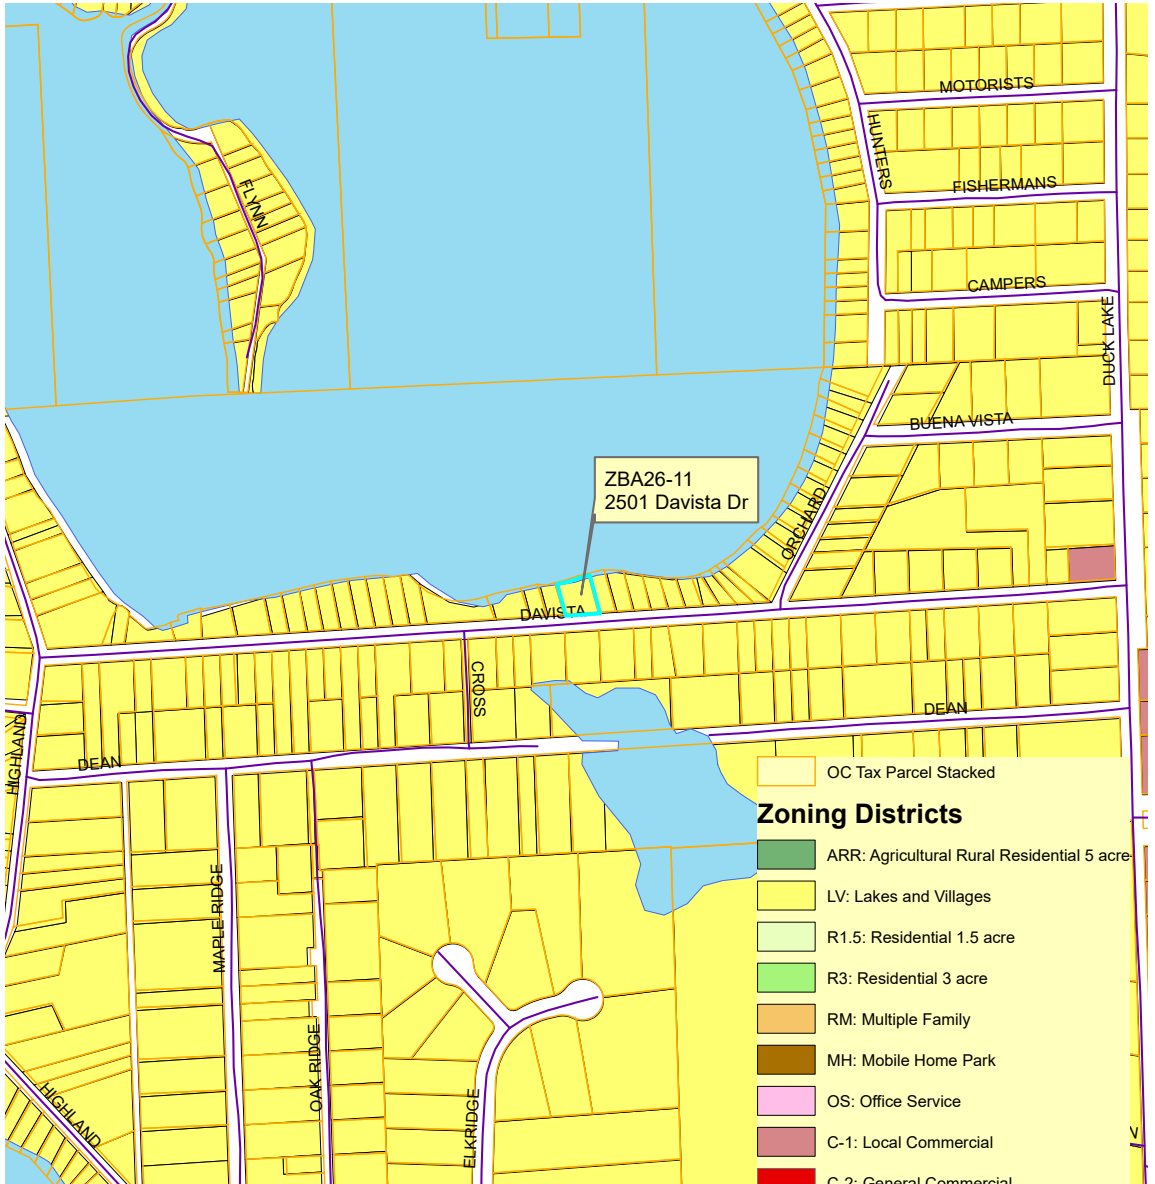 MOTORISTS
HUNTERS
FLYNN
FISHERMANS
CAMPERS
DUCK LAKE
BUENA VISTA
ZBA26-11
2501 Davista Dr
ORCHARD
DAVISTA
CROSS
HIGHLAND
DEAN
DEAN
OC Tax Parcel Stacked
Zoning Districts
ARR: Agricultural Rural Residential 5 acre
LV: Lakes and Villages
R1.5: Residential 1.5 acre
R3: Residential 3 acre
RM: Multiple Family
MH: Mobile Home Park
OS: Office Service
C-1: Local Commercial
C-2: General Commercial
MAPLE RIDGE
OAK RIDGE
ELKRIDGE
HIGHLAND